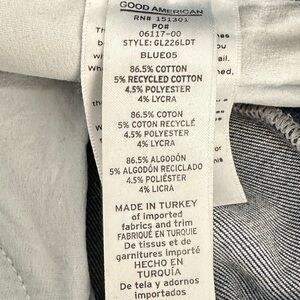 GOOD AMERICAN
RN# 151301
PO#
06117-00
STYLE: GL226LDT
BLUE05
86.5% COTTON
5% RECYCLED COTTON
4.5% POLYESTER
4% LYCRA
86.5% COTON
5% COTON RECYCLÉ
4.5% POLYESTER
4% LYCRA
86.5% ALGODÓN
5% ALGODÓN RECICLADO
4.5% POLIÉSTER
4% LICRA
MADE IN TURKEY
of imported
fabrics and trim
FABRIQUÉ EN TURQUIE
De tissus et de
garnitures importé
HECHO EN
TURQUÍA
De tela y adornos
importados